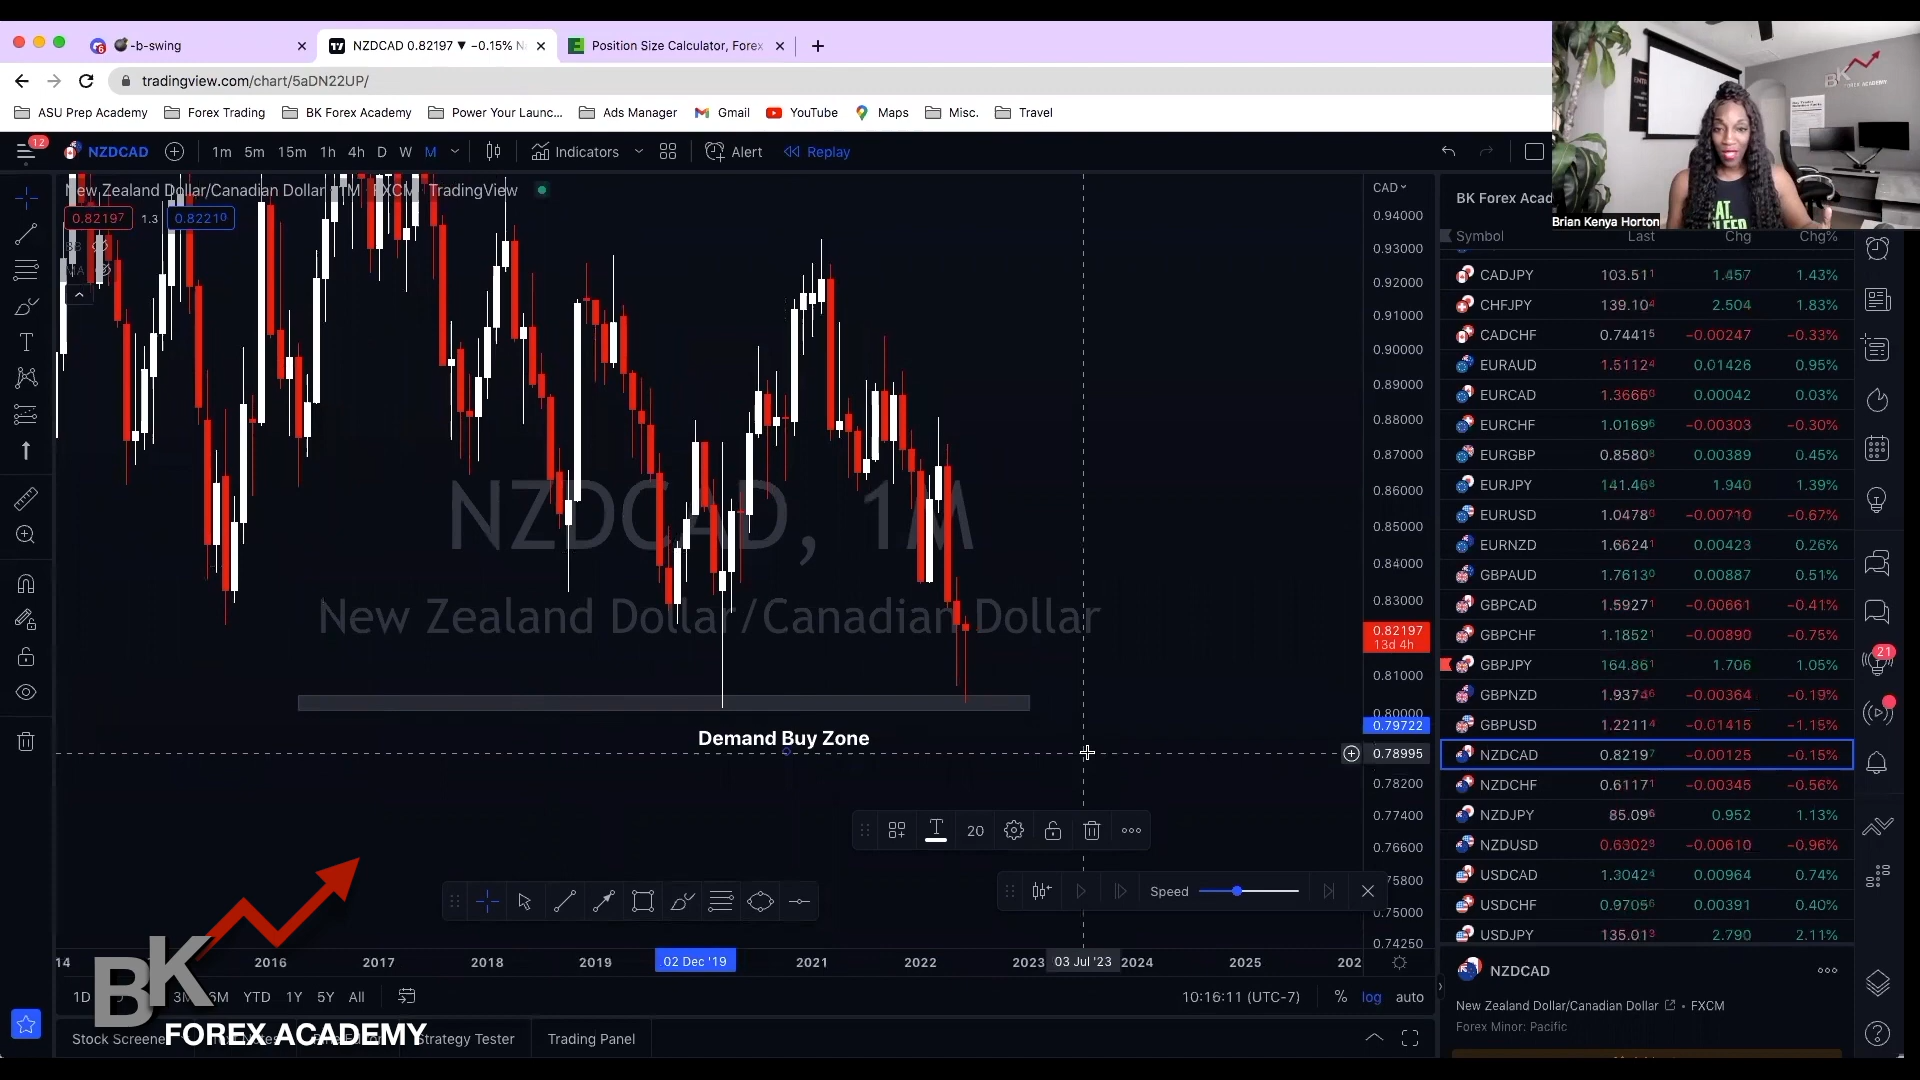 -b-swing
NZDCAD 0.82197 ▼ −0.15% N
Position Size Calculator, Forex
tradingview.com/chart/5aDN22UP/
ASU Prep Academy
Forex Trading
BK Forex Academy
Power Your Launc...
Ads Manager
Gmail
YouTube
Maps
Misc.
Travel
12
NZDCAD
1m 5m 15m 1h 4h D W M
Indicators
Alert
Replay
New Zealand Dollar/Canadian Dollar
FXCM
TradingView
0.82197 1.3 0.82210
CAD
0.94000
0.93000
0.92000
0.91000
0.90000
0.89000
0.88000
0.87000
0.86000
0.85000
0.84000
0.83000
0.82197
13d 4h
0.81000
0.80000
0.79722
0.78995
0.78200
0.77400
0.76600
75800
0.75000
0.74250
NZDCAD, 1M
New Zealand Dollar/Canadian Dollar
Demand Buy Zone
20
Speed
14 2016 2017 2018 2019 02 Dec '19 2021 2022 2023 03 Jul '23 2024 2025 202
1D 3M 6M YTD 1Y 5Y All
10:16:11 (UTC-7) % log auto
BK
FOREX ACADEMY
Stock Screene
Strategy Tester
Trading Panel
BK Forex Acad
Brian Kenya Horton
EAT.
SLEEP
Symbol Last Chg Chg%
CADJPY 103.511 1.457 1.43%
CHFJPY 139.104 2.504 1.83%
CADCHF 0.74415 −0.00247 −0.33%
EURAUD 1.51124 0.01426 0.95%
EURCAD 1.36660 0.00042 0.03%
EURCHF 1.01696 −0.00303 −0.30%
EURGBP 0.85808 0.00389 0.45%
EURJPY 141.468 1.940 1.39%
EURUSD 1.04780 −0.00710 −0.67%
EURNZD 1.66241 0.00423 0.26%
GBPAUD 1.76130 0.00887 0.51%
GBPCAD 1.59271 −0.00661 −0.41%
GBPCHF 1.18521 −0.00890 −0.75%
GBPJPY 164.861 1.706 1.05%
GBPNZD 1.93746 −0.00364 −0.19%
GBPUSD 1.22114 −0.01415 −1.15%
NZDCAD 0.82197 −0.00125 −0.15%
NZDCHF 0.61171 −0.00345 −0.56%
NZDJPY 85.096 0.952 1.13%
NZDUSD 0.63028 −0.00610 −0.96%
USDCAD 1.30424 0.00964 0.74%
USDCHF 0.97056 0.00391 0.40%
USDJPY 135.013 2.790 2.11%
21
NZDCAD
New Zealand Dollar/Canadian Dollar • FXCM
Forex Minor: Pacific